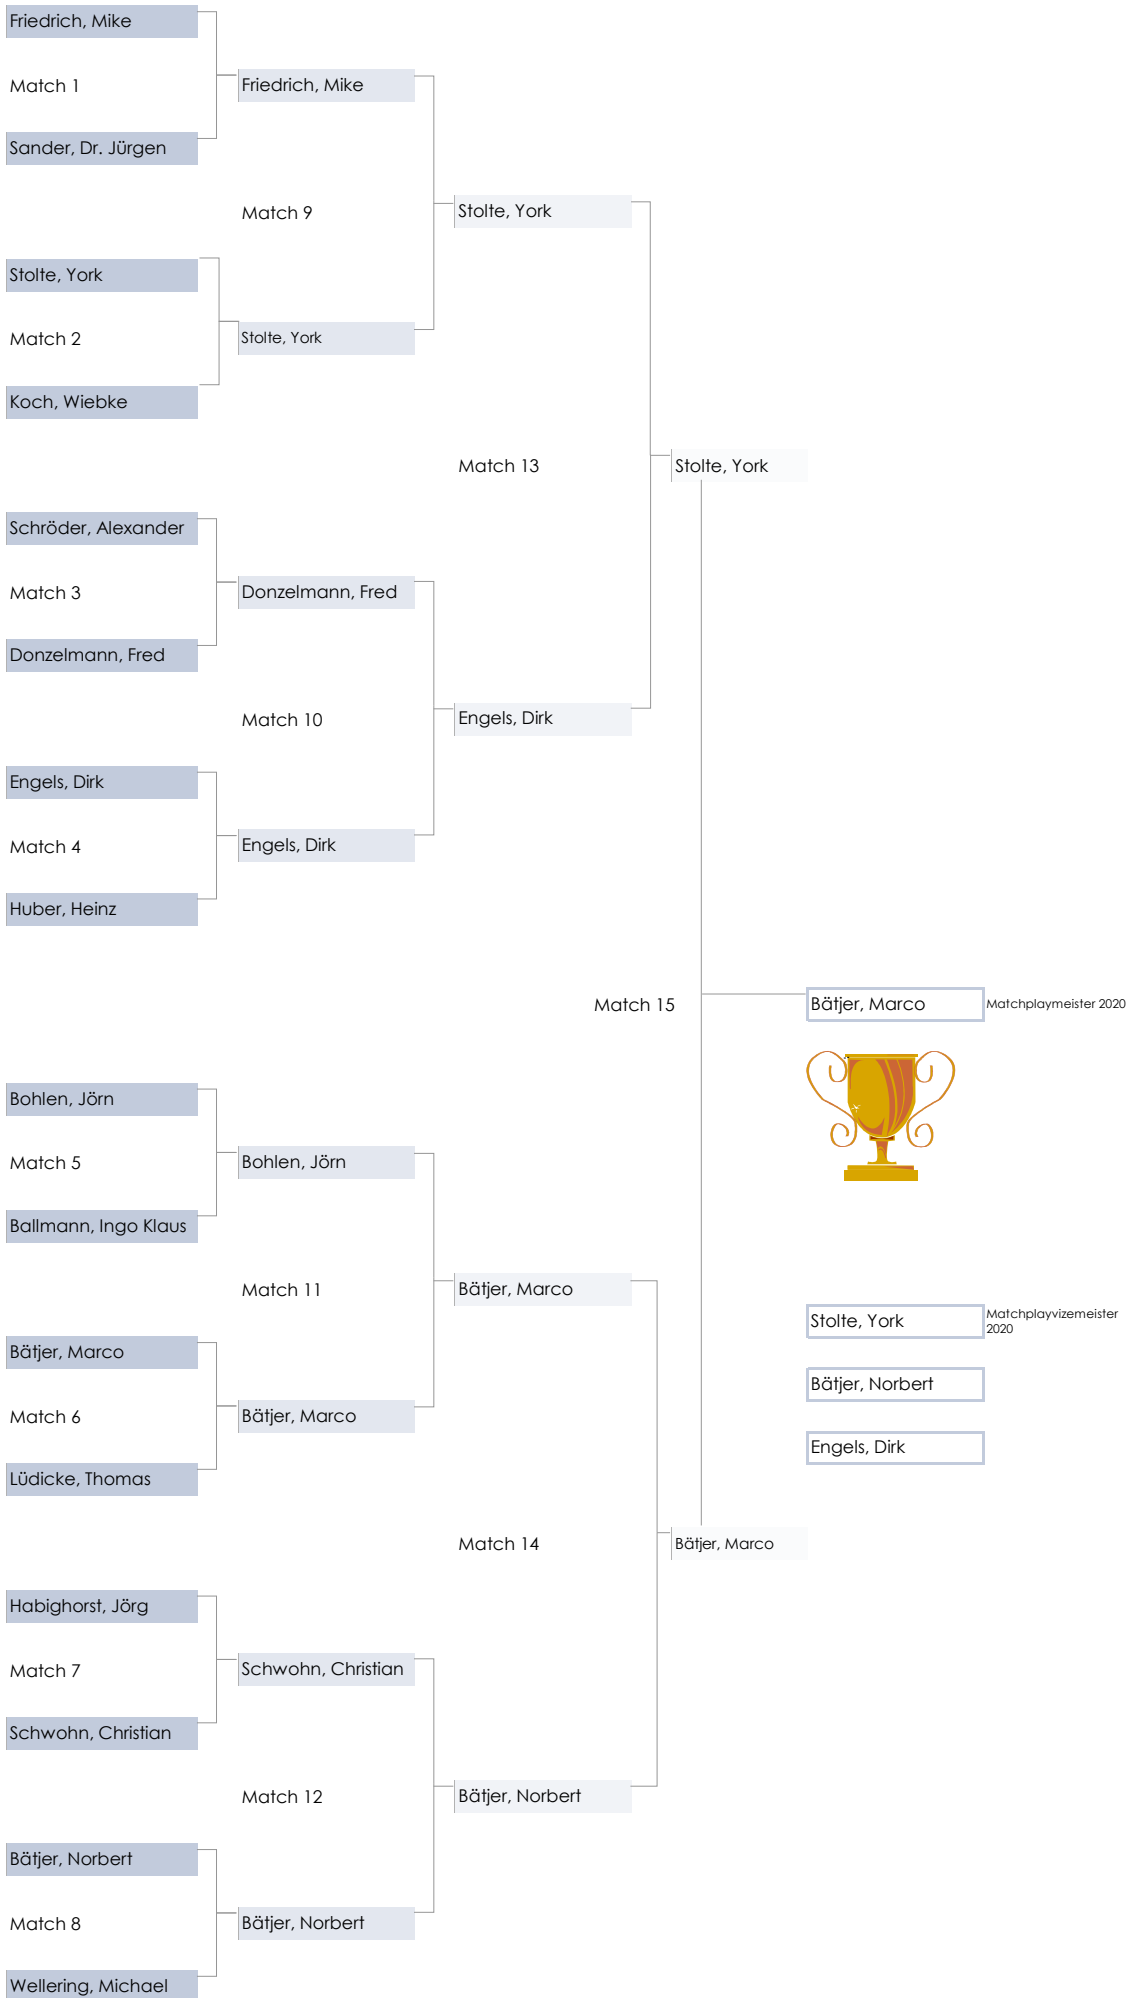 Friedrich, Mike
Match 1
Friedrich, Mike
Sander, Dr. Jürgen
Match 9
Stolte, York
Stolte, York
Match 2
Stolte, York
Koch, Wiebke
Match 13
Stolte, York
Schröder, Alexander
Match 3
Donzelmann, Fred
Donzelmann, Fred
Match 10
Engels, Dirk
Engels, Dirk
Match 4
Engels, Dirk
Huber, Heinz
Match 15
Bätjer, Marco
Matchplaymeister 2020
Bohlen, Jörn
Match 5
Bohlen, Jörn
Ballmann, Ingo Klaus
Match 11
Bätjer, Marco
Stolte, York
Matchplayvizemeister
2020
Bätjer, Marco
Bätjer, Norbert
Match 6
Bätjer, Marco
Engels, Dirk
Lüdicke, Thomas
Match 14
Bätjer, Marco
Habighorst, Jörg
Match 7
Schwohn, Christian
Schwohn, Christian
Match 12
Bätjer, Norbert
Bätjer, Norbert
Match 8
Bätjer, Norbert
Wellering, Michael